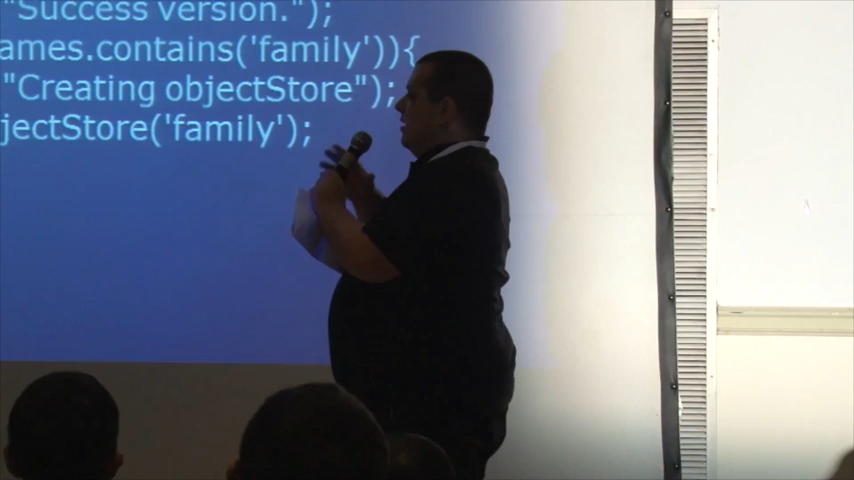 "Success version.");
ames.contains('family')){
"Creating objectStore");
jectStore('family');